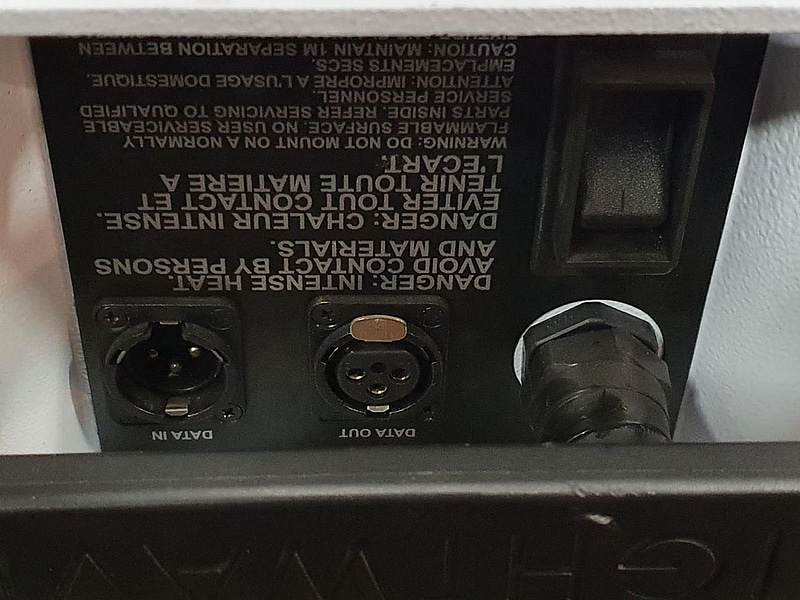 IGHTWAV
DATA OUT DATA IN
DANGER: INTENSE HEAT.
AVOID CONTACT BY PERSONS
AND MATERIALS.
DANGER: CHALEUR INTENSE.
EVITER TOUT CONTACT ET
TENIR TOUTE MATIERE A
L'ECART.
WARNING: DO NOT MOUNT ON A NORMALLY
FLAMMABLE SURFACE. NO USER SERVICEABLE
PARTS INSIDE. REFER SERVICING TO QUALIFIED
SERVICE PERSONNEL.
ATTENTION: IMPROPRE A L'USAGE DOMESTIQUE.
EMPLACEMENTS SECS.
CAUTION: MAINTAIN 1M SEPARATION BETWEEN